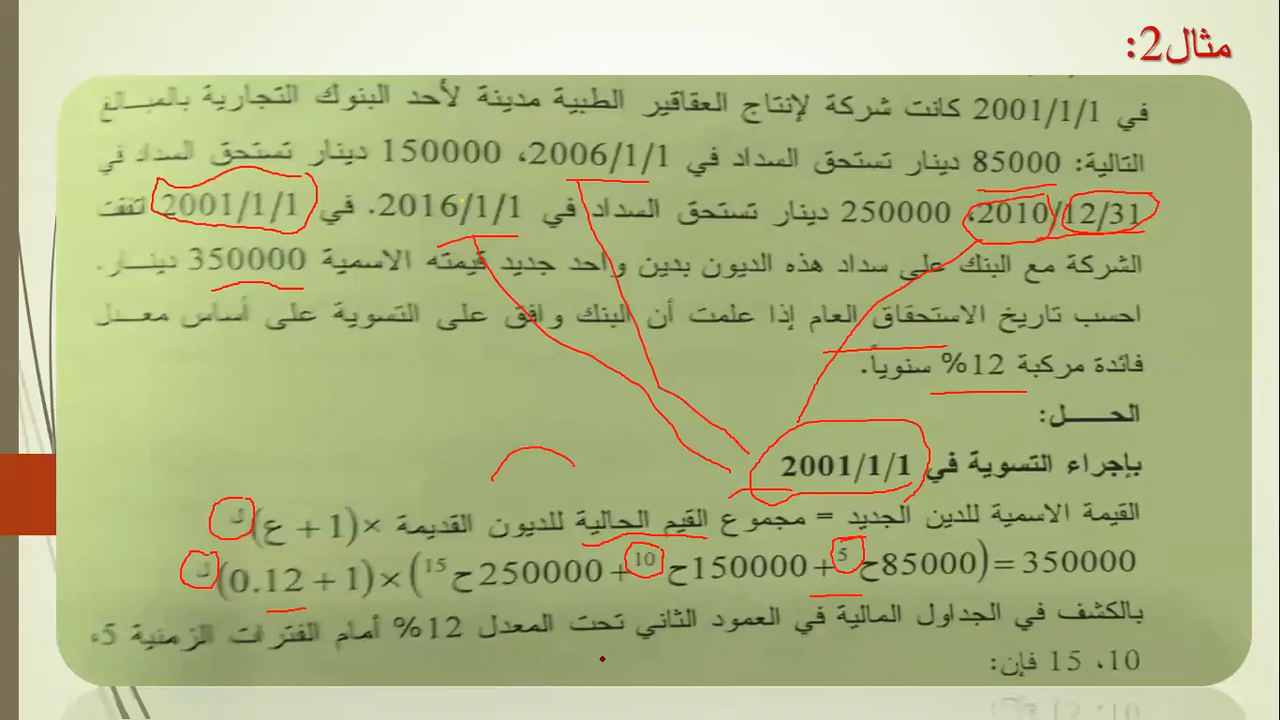 مثال2:
في 2001/1/1 كانت شركة لإنتاج العقاقير الطبية مدينة لأحد البنوك التجارية بالمبالغ
التالية: 85000 دينار تستحق السداد في 2006/1/1، 150000 دينار تستحق السداد في
2010/12/31، 250000 دينار تستحق السداد في 2016/1/1. في 2001/1/1 اتفقت
الشركة مع البنك على سداد هذه الديون بدين واحد جديد قيمته الاسمية 350000 دينار.
احسب تاريخ الاستحقاق العام إذا علمت أن البنك وافق على التسوية على أساس معدل
فائدة مركبة 12% سنوياً.
الحل:
بإجراء التسوية في 2001/1/1
القيمة الاسمية للدين الجديد = مجموع القيم الحالية للديون القديمة ×(1 + ع)ك
350000 = (85000ح5 + 150000ح10 + 250000ح15)×(1 + 0.12)ك
بالكشف في الجداول المالية في العمود الثاني تحت المعدل 12% أمام الفترات الزمنية 5،
10، 15 فإن: